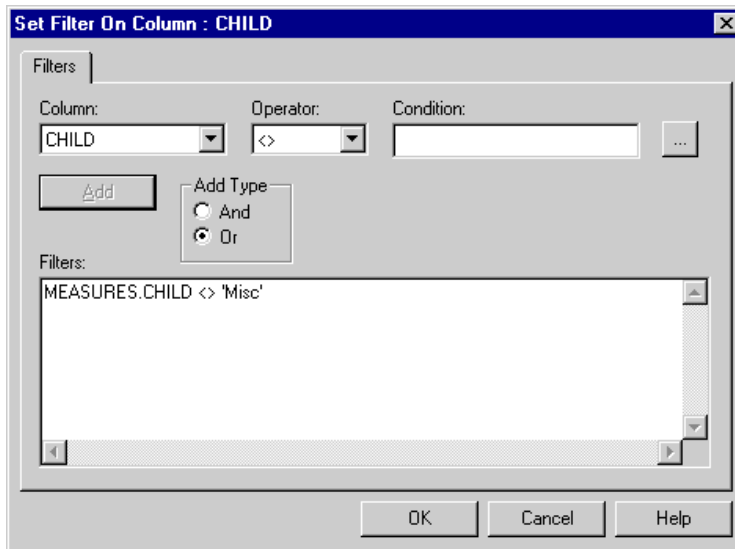 Set Filter On Column : CHILD
Filters
Column: Operator: Condition:
CHILD <> ...
Add
Add Type
And
Or
Filters:
MEASURES.CHILD <> 'Misc'
OK Cancel Help